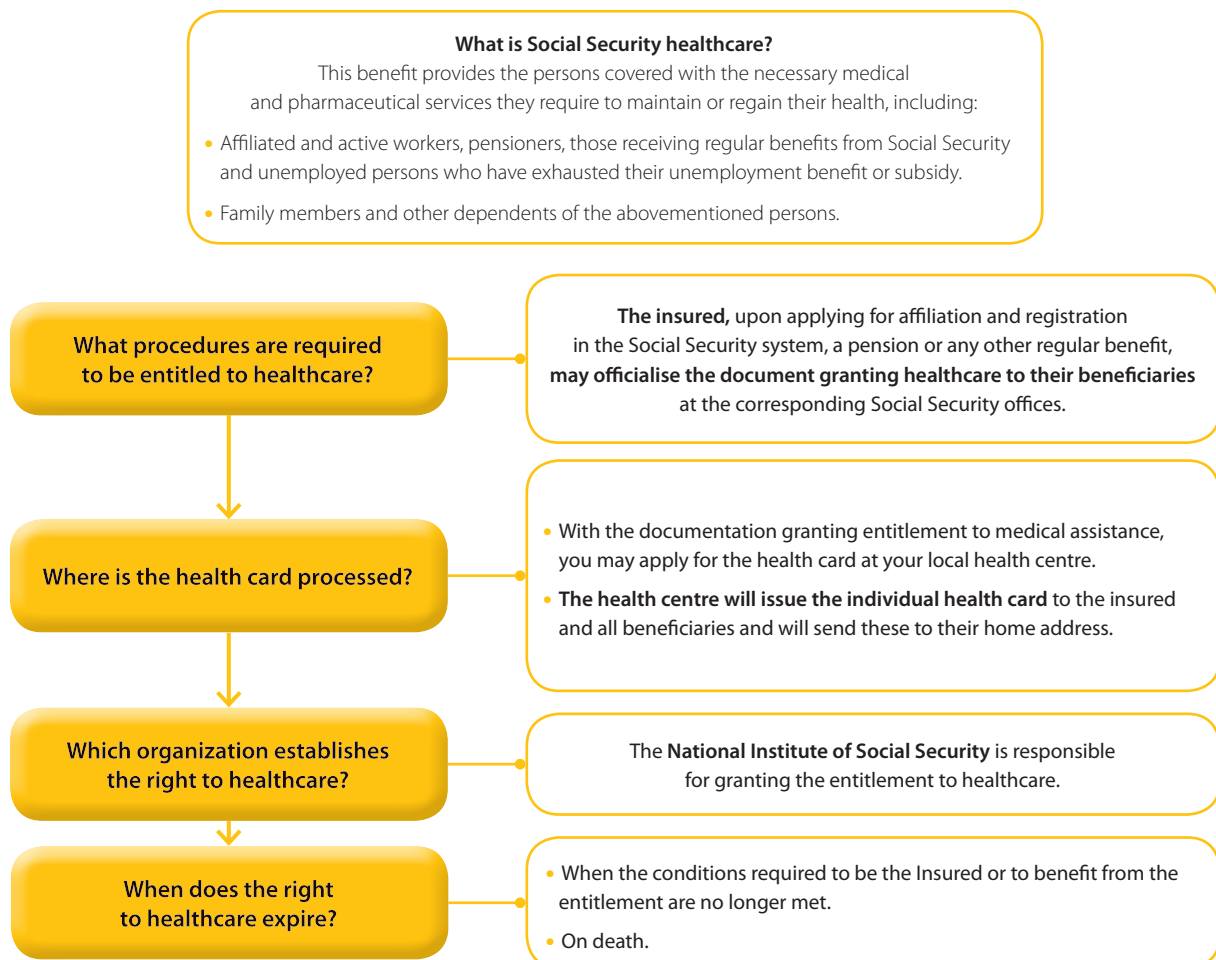 What is Social Security healthcare?
This benefit provides the persons covered with the necessary medical
and pharmaceutical services they require to maintain or regain their health, including:
• Affiliated and active workers, pensioners, those receiving regular benefits from Social Security
and unemployed persons who have exhausted their unemployment benefit or subsidy.
• Family members and other dependents of the abovementioned persons.
What procedures are required
to be entitled to healthcare?
The insured, upon applying for affiliation and registration
in the Social Security system, a pension or any other regular benefit,
may officialise the document granting healthcare to their beneficiaries
at the corresponding Social Security offices.
Where is the health card processed?
• With the documentation granting entitlement to medical assistance,
you may apply for the health card at your local health centre.
• The health centre will issue the individual health card to the insured
and all beneficiaries and will send these to their home address.
Which organization establishes
the right to healthcare?
The National Institute of Social Security is responsible
for granting the entitlement to healthcare.
When does the right
to healthcare expire?
• When the conditions required to be the Insured or to benefit from the
entitlement are no longer met.
• On death.